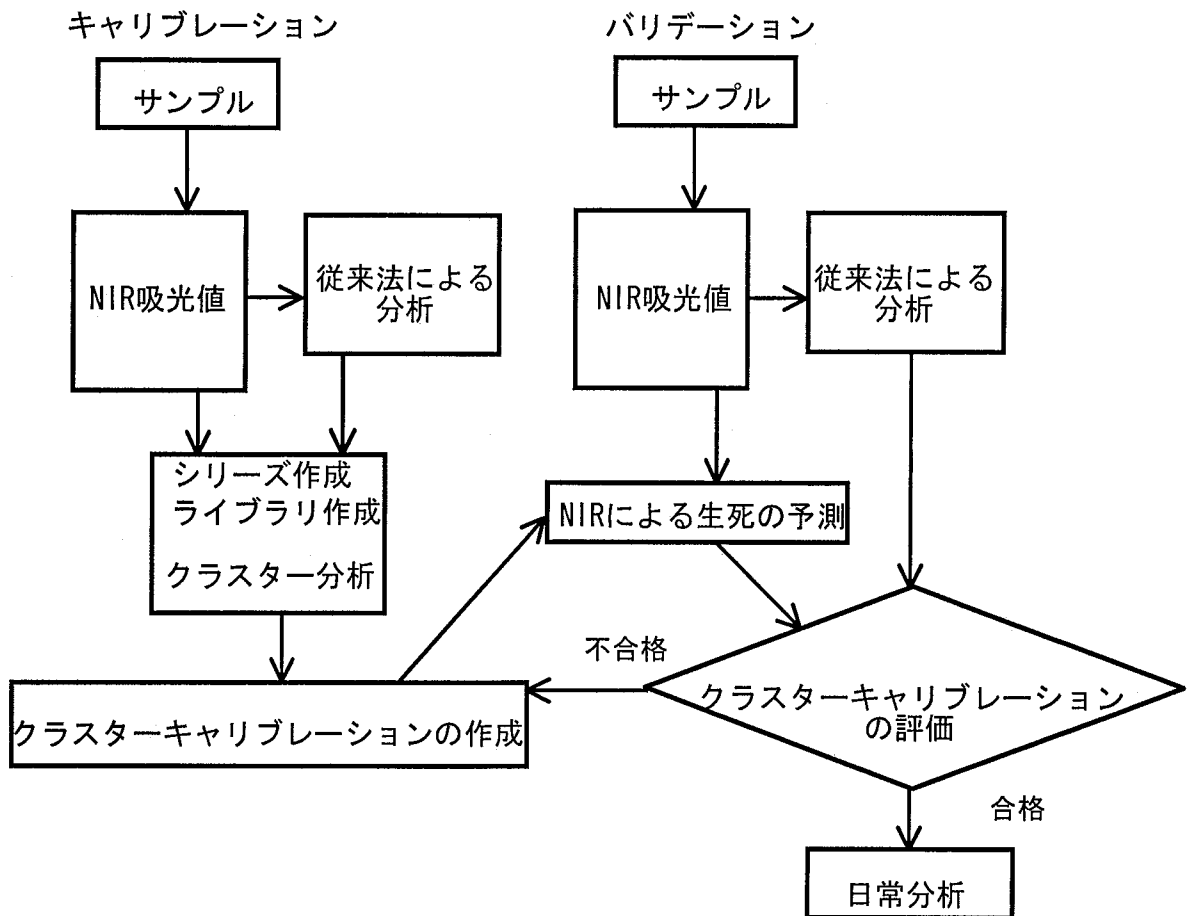 キャリブレーション
サンプル
NIR吸光値
従来法による
分析
シリーズ作成
ライブラリ作成
クラスター分析
クラスターキャリブレーションの作成
バリデーション
サンプル
NIR吸光値
従来法による
分析
NIRによる生死の予測
不合格
クラスターキャリブレーション
の評価
合格
日常分析